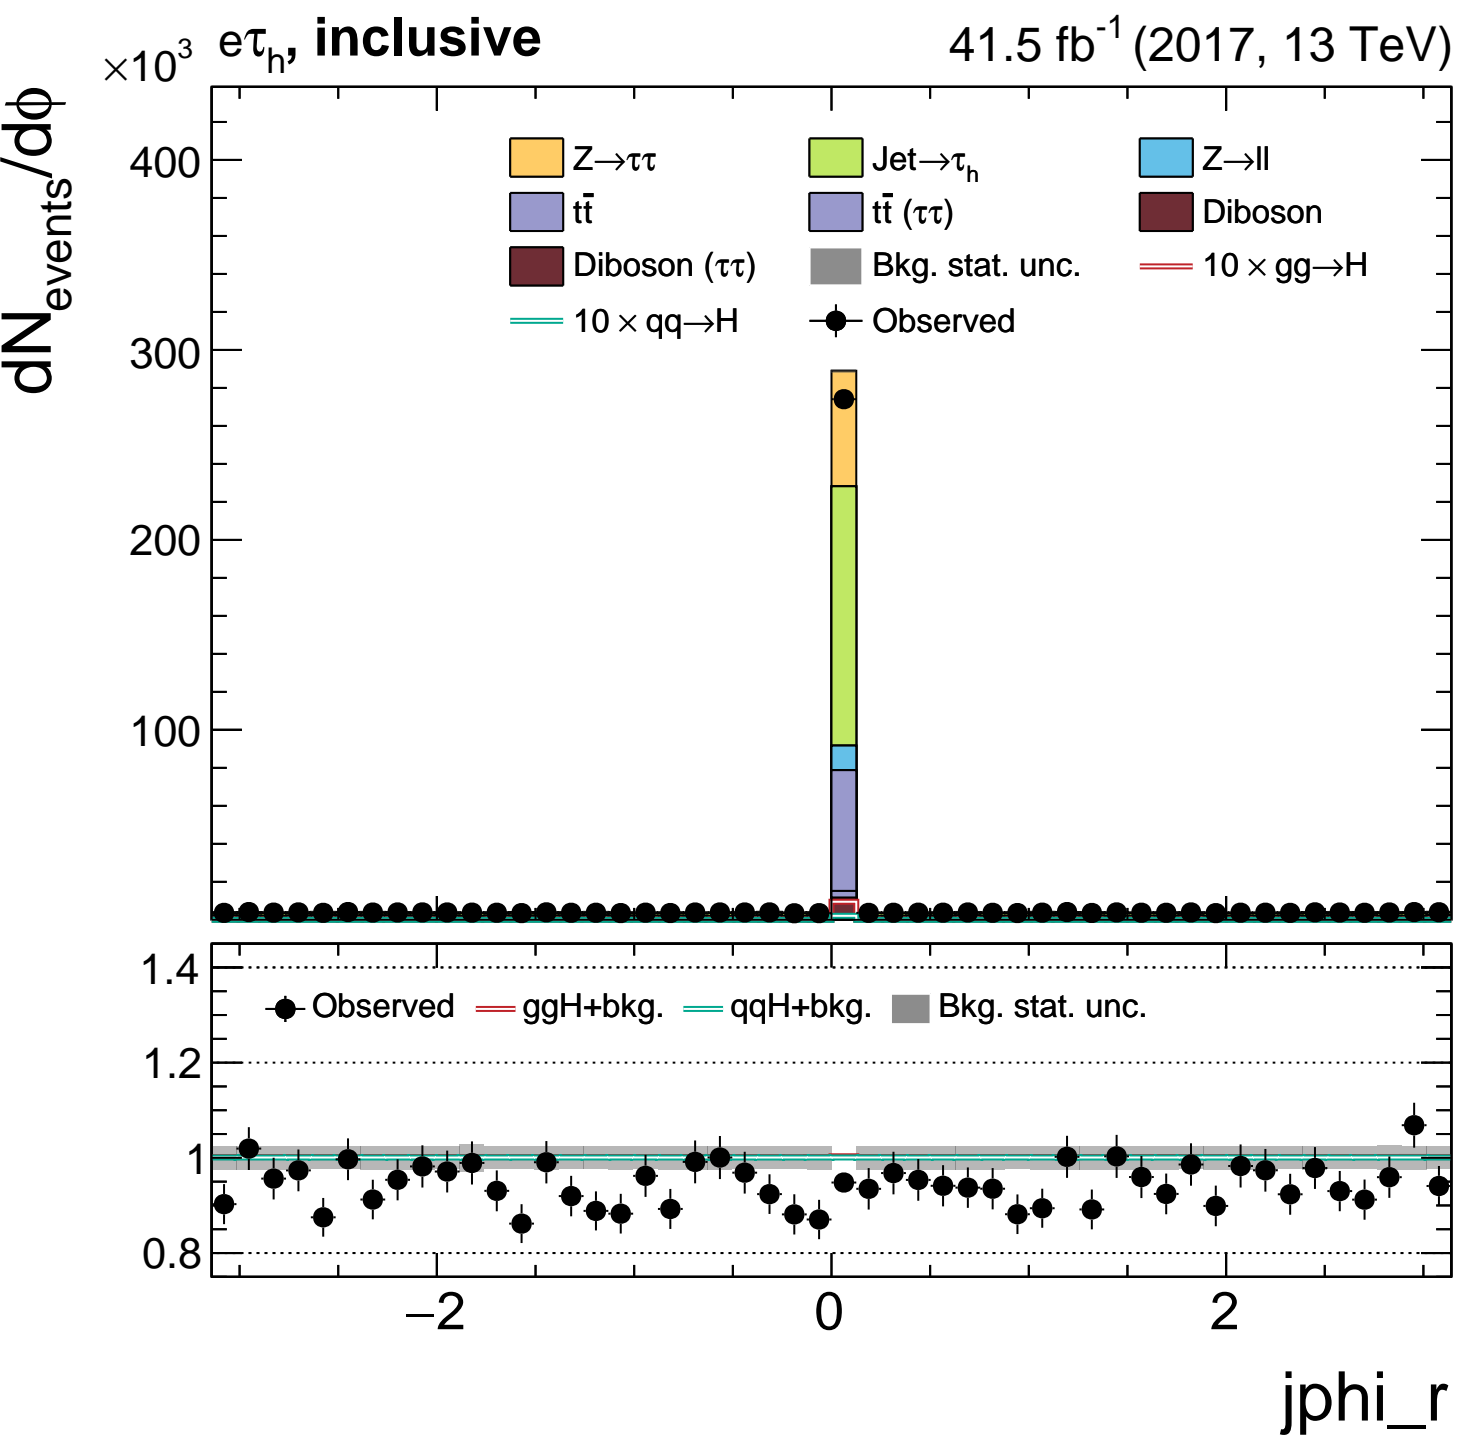 eτh, inclusive 41.5 fb-1 (2017, 13 TeV)
×10³
dNevents/dϕ
400
300
200
100
Z→ττ Jet→τh Z→ll
tt̄ tt̄ (ττ) Diboson
Diboson (ττ) Bkg. stat. unc. 10 × gg→H
10 × qq→H Observed
1.4
1.2
1
0.8
Observed ggH+bkg. qqH+bkg. Bkg. stat. unc.
−2 0 2
jphi_r